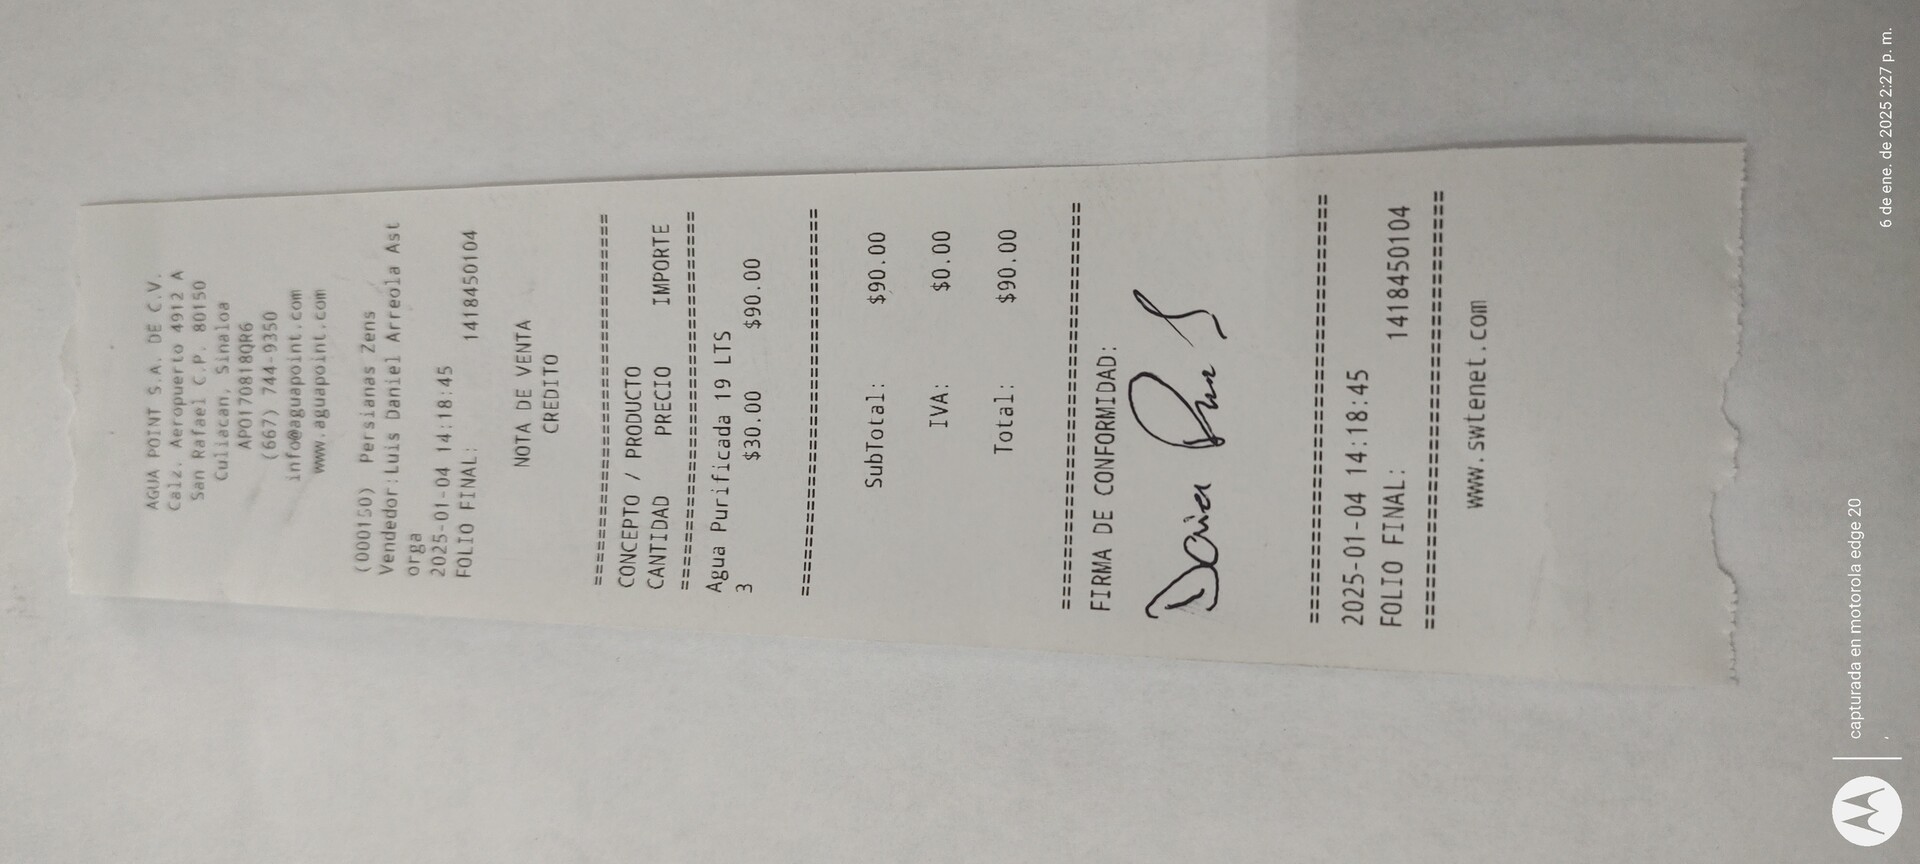 AGUA POINT S.A. DE C.V.
Calz. Aeropuerto 4912 A
San Rafael C.P. 80150
Culiacan, Sinaloa
APO170818QR6
(667) 744-9350
info@aguapoint.com
www.aguapoint.com
(000150) Persianas Zens
Vendedor:Luis Daniel Arreola Ast
orga
2025-01-04 14:18:45
FOLIO FINAL: 1418450104
NOTA DE VENTA
CREDITO
================================
CONCEPTO / PRODUCTO
CANTIDAD PRECIO IMPORTE
================================
Agua Purificada 19 LTS
3 $30.00 $90.00
================================
SubTotal: $90.00
IVA: $0.00
Total: $90.00
================================
FIRMA DE CONFORMIDAD:
================================
2025-01-04 14:18:45
FOLIO FINAL: 1418450104
================================
www.swtenet.com
capturada en motorola edge 20
6 de ene. de 2025 2:27 p. m.